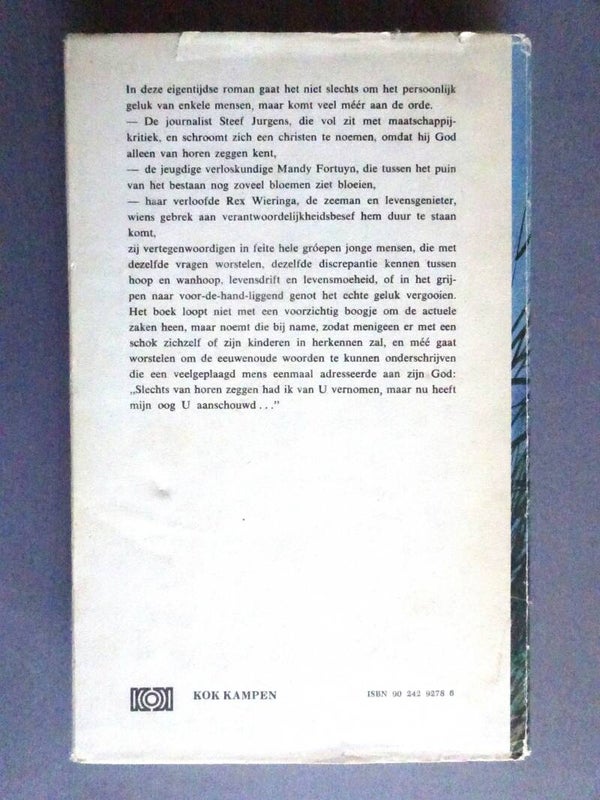 In deze eigentijdse roman gaat het niet slechts om het persoonlijk
geluk van enkele mensen, maar komt veel méér aan de orde.
— De journalist Steef Jurgens, die vol zit met maatschappij-
kritiek, en schroomt zich een christen te noemen, omdat hij God
alleen van horen zeggen kent,
— de jeugdige verloskundige Mandy Fortuyn, die tussen het puin
van het bestaan nog zoveel bloemen ziet bloeien,
— haar verloofde Rex Wieringa, de zeeman en levensgenieter,
wiens gebrek aan verantwoordelijkheidsbesef hem duur te staan
komt,
zij vertegenwoordigen in feite hele gróepen jonge mensen, die met
dezelfde vragen worstelen, dezelfde discrepantie kennen tussen
hoop en wanhoop, levensdrift en levensmoeheid, of in het grij-
pen naar voor-de-hand-liggend genot het echte geluk vergooien.
Het boek loopt niet met een voorzichtig boogje om de actuele
zaken heen, maar noemt die bij name, zodat menigeen er met een
schok zichzelf of zijn kinderen in herkennen zal, en méé gaat
worstelen om de eeuwenoude woorden te kunnen onderschrijven
die een veelgeplaagd mens eenmaal adresseerde aan zijn God:
„Slechts van horen zeggen had ik van U vernomen, maar nu heeft
mijn oog U aanschouwd . . ."
KOK KAMPEN
ISBN 90 242 9278 6